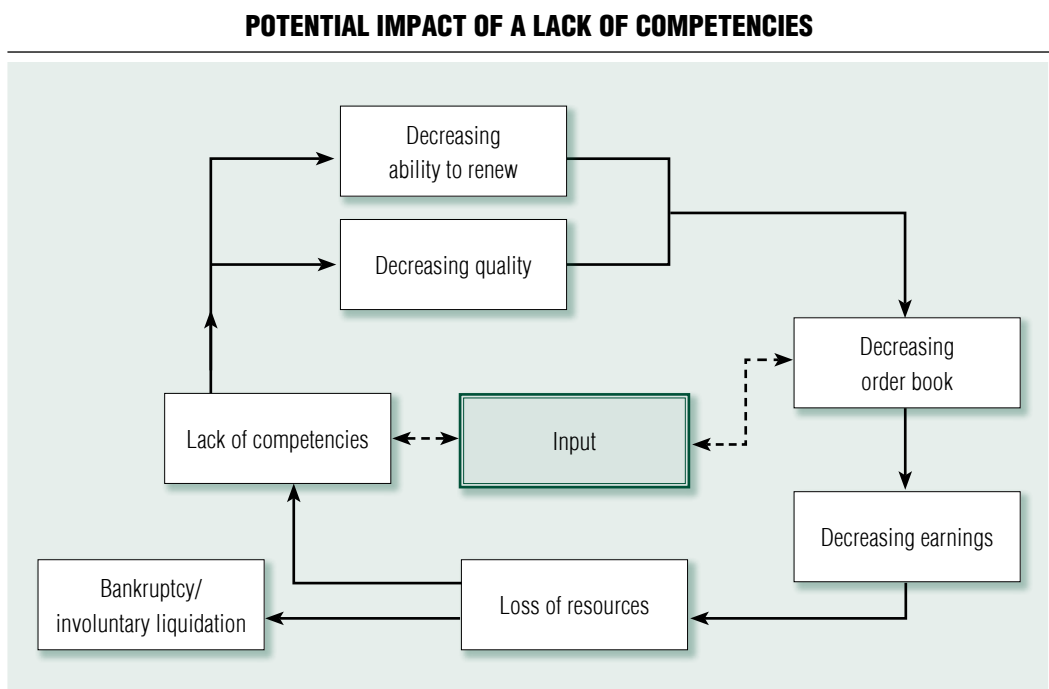 POTENTIAL IMPACT OF A LACK OF COMPETENCIES
Decreasing
ability to renew
Decreasing quality
Decreasing
order book
Lack of competencies
Input
Decreasing earnings
Bankruptcy/
involuntary liquidation
Loss of resources